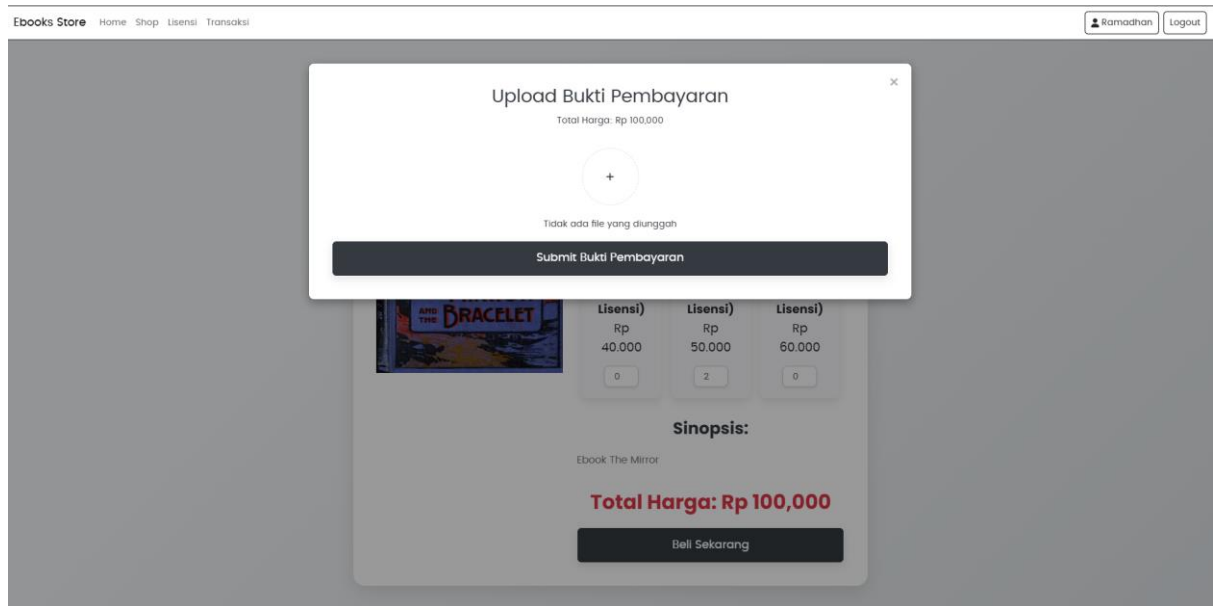 Ebooks Store Home Shop Lisensi Transaksi Ramadhan Logout
×
Upload Bukti Pembayaran
Total Harga: Rp 100,000
+
Tidak ada file yang diunggah
Submit Bukti Pembayaran
AND THE BRACELET
Lisensi) Lisensi) Lisensi)
Rp Rp Rp
40.000 50.000 60.000
0 2 0
Sinopsis:
Ebook The Mirror
Total Harga: Rp 100,000
Beli Sekarang